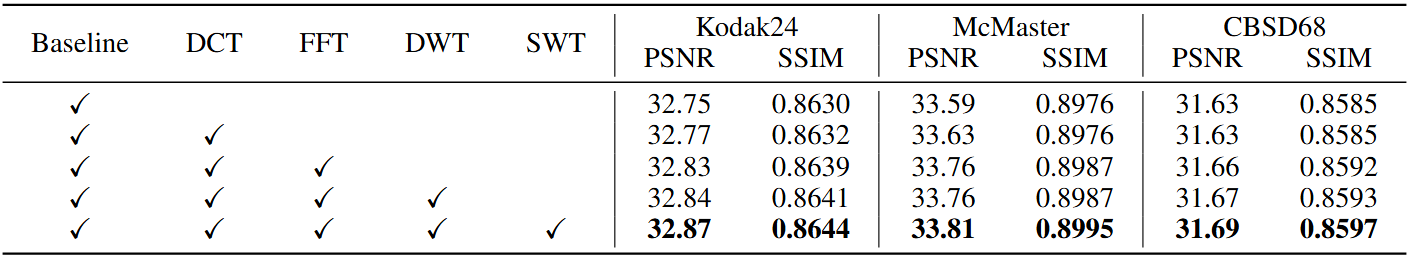 Kodak24 McMaster CBSD68
Baseline DCT FFT DWT SWT
PSNR SSIM PSNR SSIM PSNR SSIM
✓ 32.75 0.8630 33.59 0.8976 31.63 0.8585
✓ ✓ 32.77 0.8632 33.63 0.8976 31.63 0.8585
✓ ✓ ✓ 32.83 0.8639 33.76 0.8987 31.66 0.8592
✓ ✓ ✓ ✓ 32.84 0.8641 33.76 0.8987 31.67 0.8593
✓ ✓ ✓ ✓ ✓ 32.87 0.8644 33.81 0.8995 31.69 0.8597